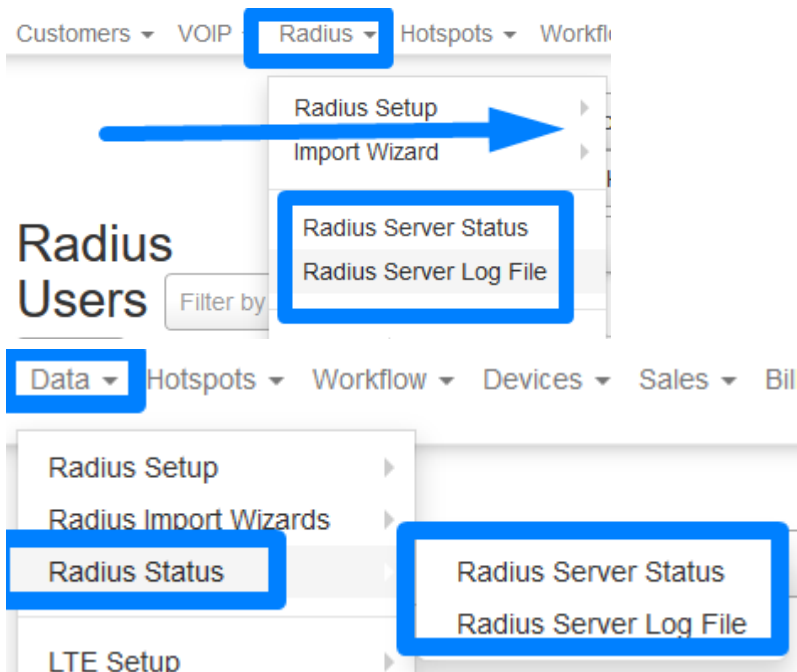 Customers VOIP Radius Hotspots
Radius Setup
Import Wizard
Radius Server Status
Radius Server Log File
Radius
Users Filter by
Data Hotspots Workflow Devices Sales
Radius Setup
Radius Import Wizards
Radius Status
Radius Server Status
Radius Server Log File
LTE Setup